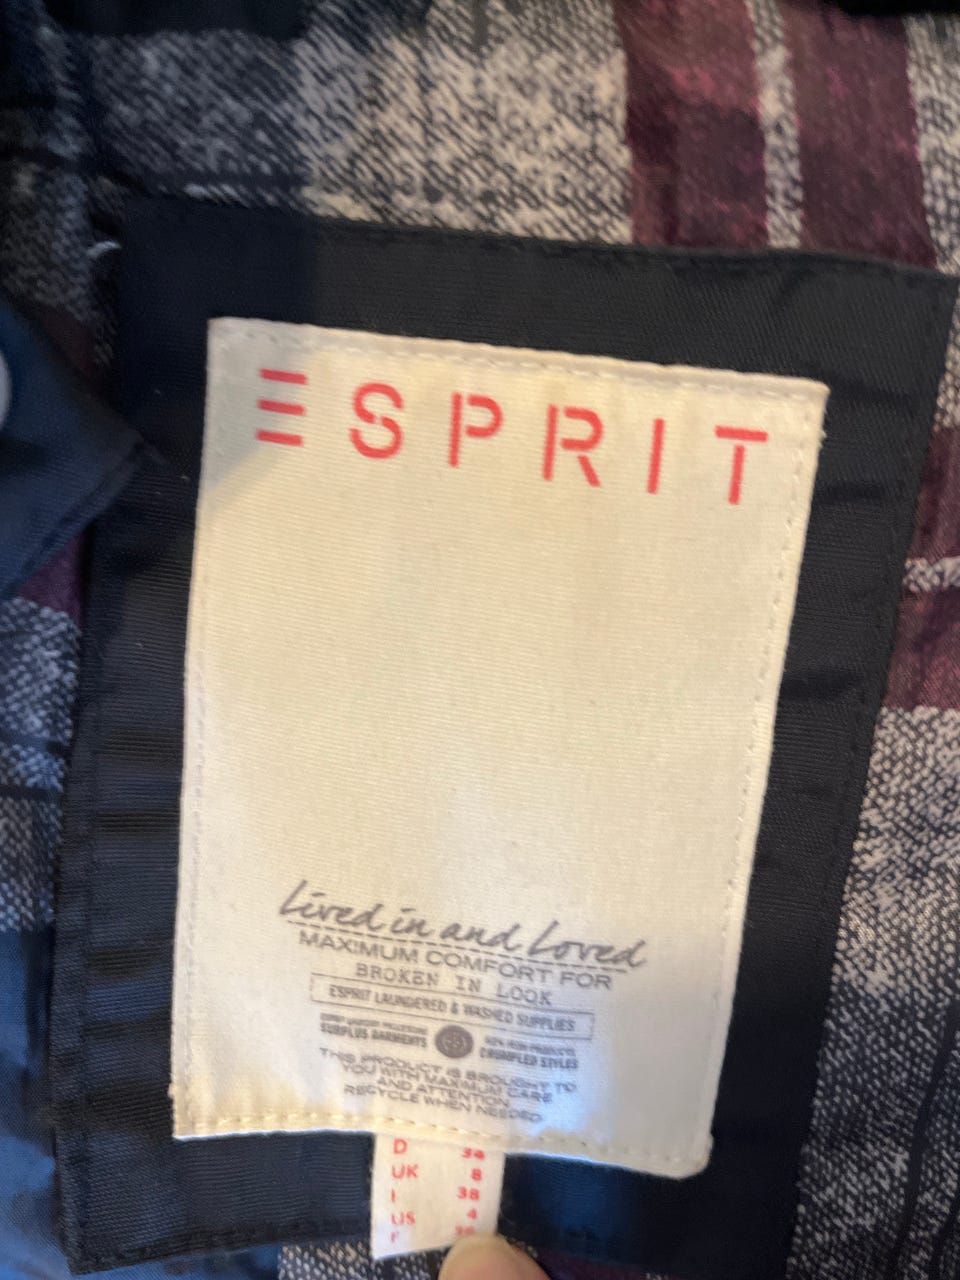 ESPRIT
Lived in and Loved
MAXIMUM COMFORT FOR
BROKEN IN LOOK
ESPRIT LAUNDERED & WASHED SUPPLIES
SURPLUS GARMENTS
CRUMPLED STYLES
THIS PRODUCT IS BROUGHT TO
YOU WITH MAXIMUM CARE
AND ATTENTION
RECYCLE WHEN NEEDED
D 34
UK 8
I 38
US 4